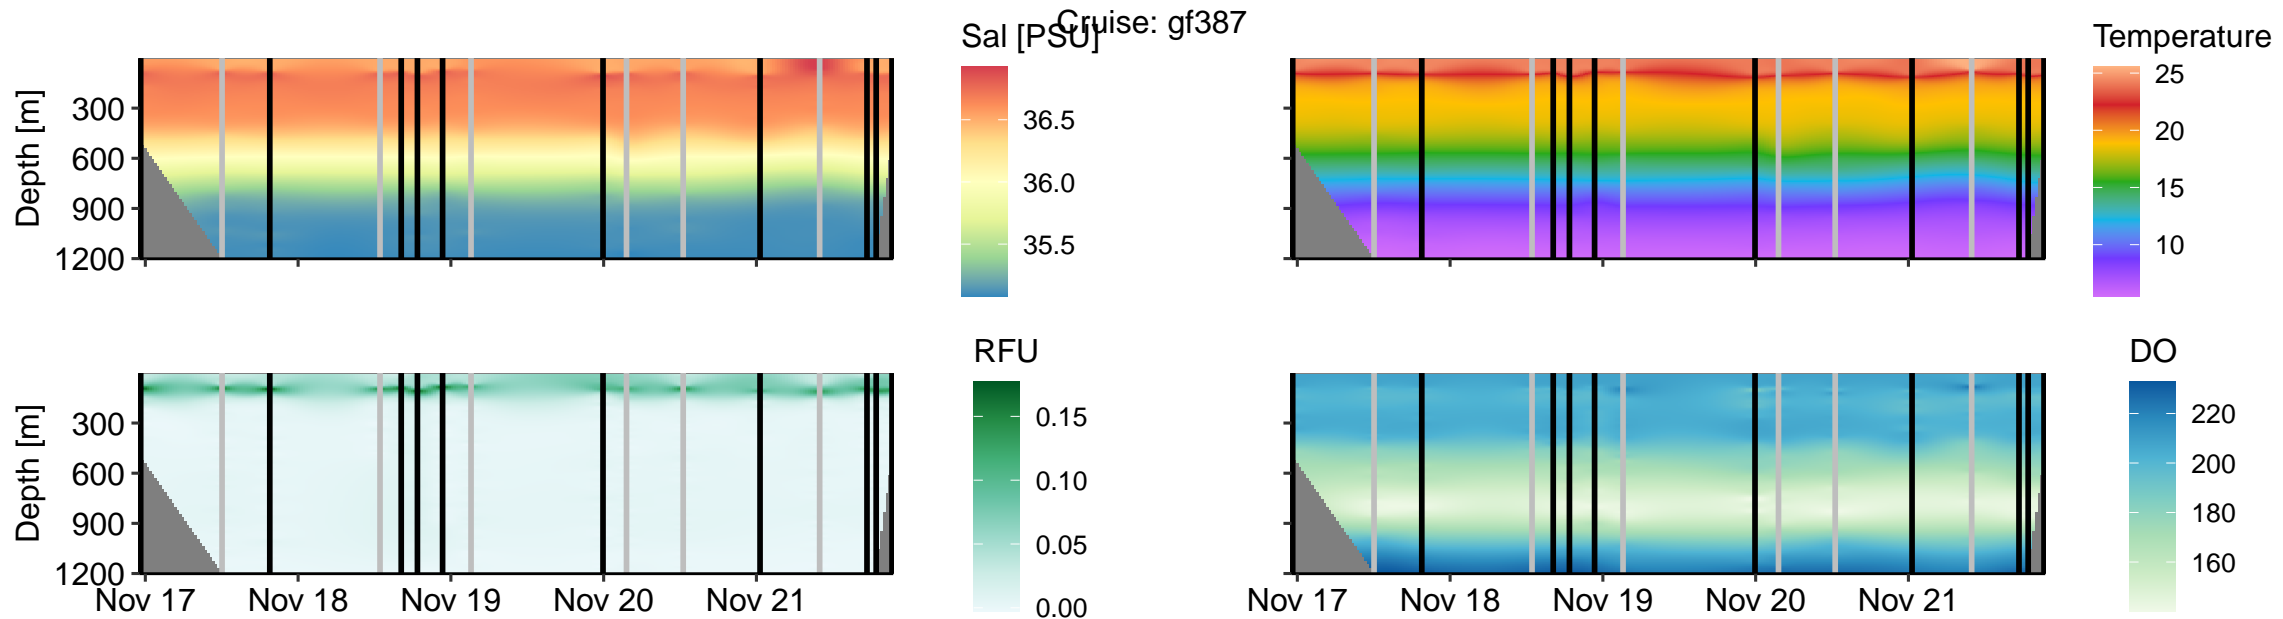 Cruise: gf387
Sal [PSU]
Depth [m]
300
600
900
1200
36.5
36.0
35.5
Temperature
25
20
15
10
RFU
Depth [m]
300
600
900
1200
Nov 17 Nov 18 Nov 19 Nov 20 Nov 21
0.15
0.10
0.05
0.00
DO
Nov 17 Nov 18 Nov 19 Nov 20 Nov 21
220
200
180
160